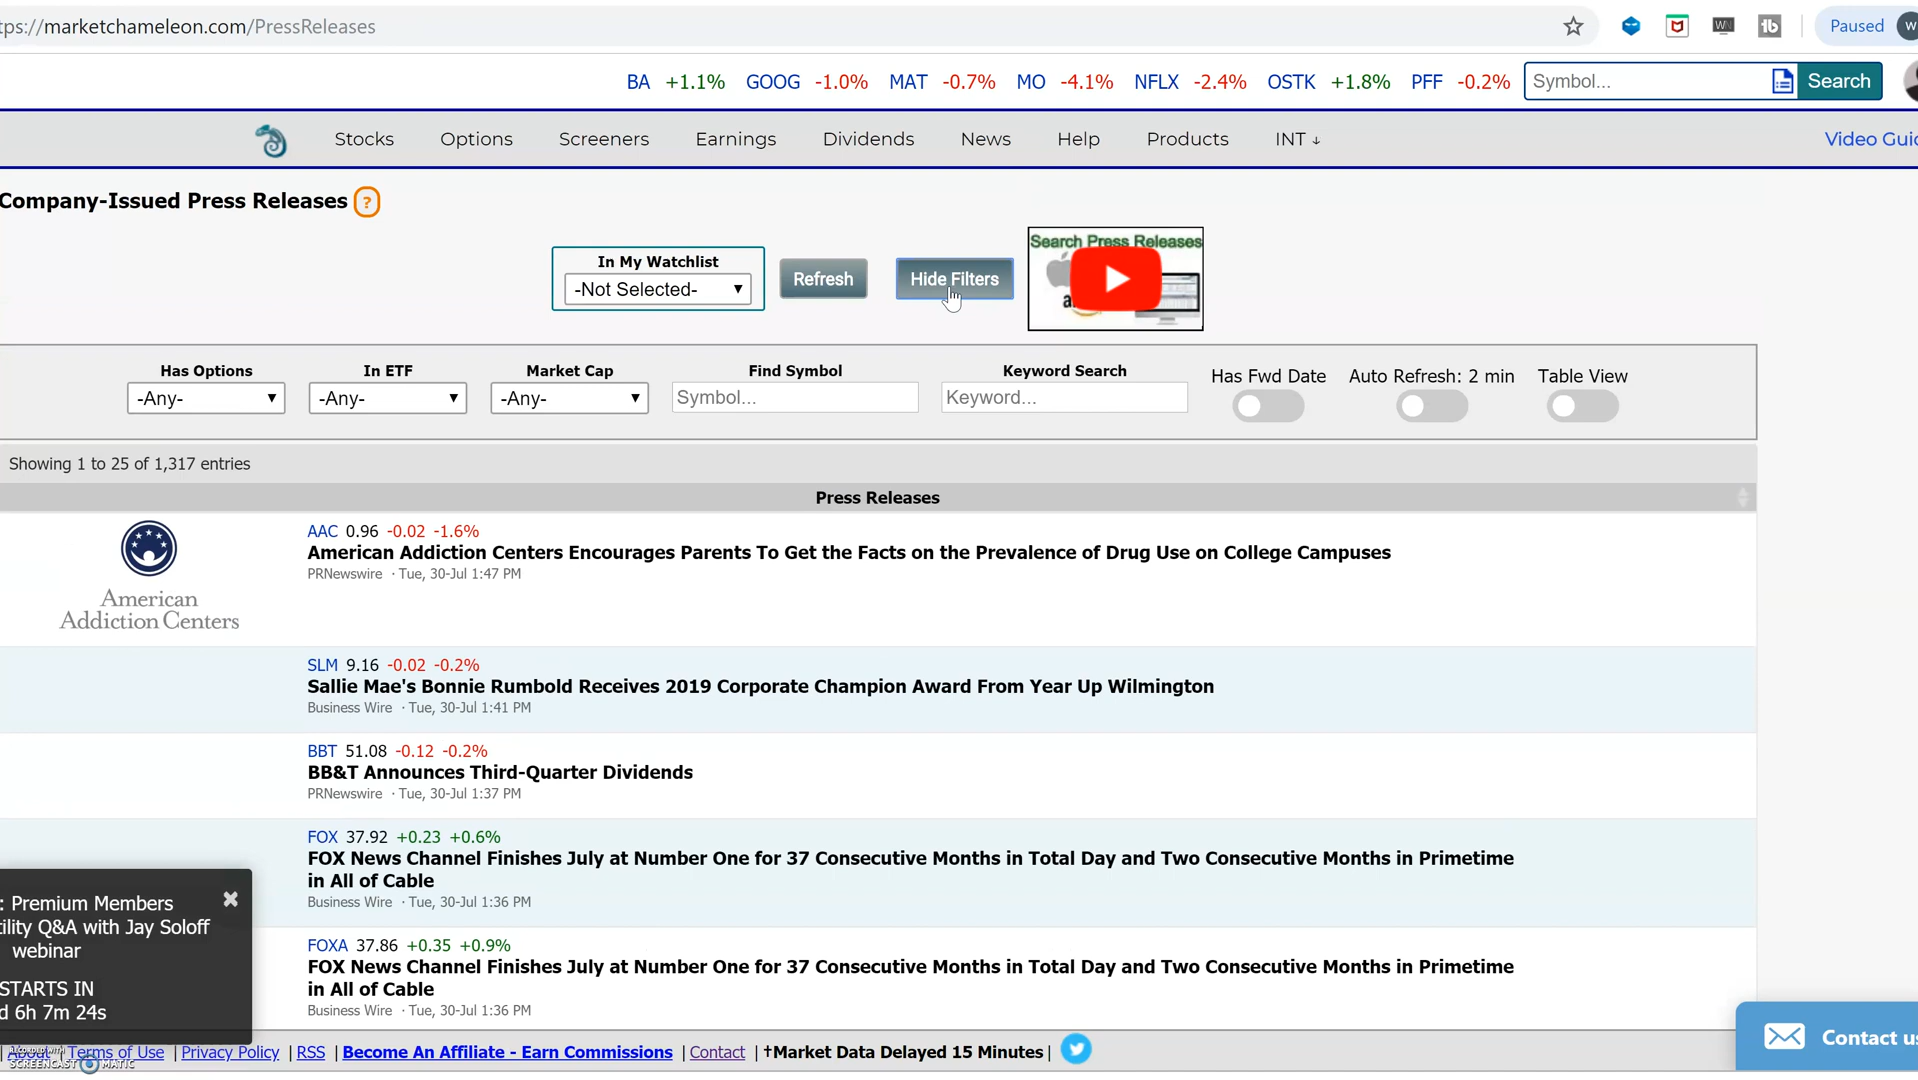 tps://marketchameleon.com/PressReleases
Paused
W
BA +1.1% GOOG -1.0% MAT -0.7% MO -4.1% NFLX -2.4% OSTK +1.8% PFF -0.2%
Symbol...
Search
Stocks Options Screeners Earnings Dividends News Help Products INT ↓
Video Guid
Company-Issued Press Releases ?
In My Watchlist
-Not Selected-
Refresh
Hide Filters
Search Press Releases
Has Options In ETF Market Cap Find Symbol Keyword Search Has Fwd Date Auto Refresh: 2 min Table View
-Any- -Any- -Any- Symbol... Keyword...
Showing 1 to 25 of 1,317 entries
Press Releases
American
Addiction Centers
AAC 0.96 -0.02 -1.6%
American Addiction Centers Encourages Parents To Get the Facts on the Prevalence of Drug Use on College Campuses
PRNewswire · Tue, 30-Jul 1:47 PM
SLM 9.16 -0.02 -0.2%
Sallie Mae's Bonnie Rumbold Receives 2019 Corporate Champion Award From Year Up Wilmington
Business Wire · Tue, 30-Jul 1:41 PM
BBT 51.08 -0.12 -0.2%
BB&T Announces Third-Quarter Dividends
PRNewswire · Tue, 30-Jul 1:37 PM
FOX 37.92 +0.23 +0.6%
FOX News Channel Finishes July at Number One for 37 Consecutive Months in Total Day and Two Consecutive Months in Primetime
in All of Cable
Business Wire · Tue, 30-Jul 1:36 PM
FOXA 37.86 +0.35 +0.9%
FOX News Channel Finishes July at Number One for 37 Consecutive Months in Total Day and Two Consecutive Months in Primetime
in All of Cable
Business Wire · Tue, 30-Jul 1:36 PM
: Premium Members
tility Q&A with Jay Soloff
webinar
STARTS IN
d 6h 7m 24s
| About | Terms of Use | Privacy Policy | RSS | Become An Affiliate - Earn Commissions | Contact | †Market Data Delayed 15 Minutes |
RECORDED WITH
SCREENCAST MATIC
Contact us